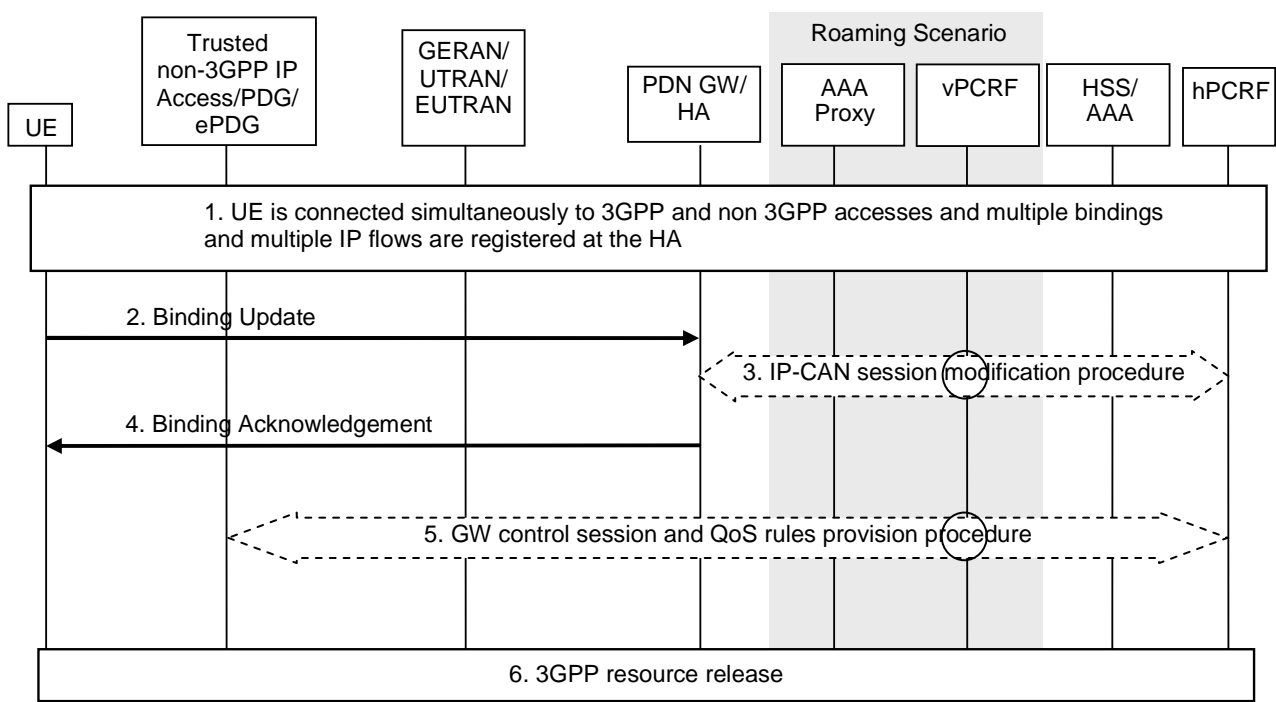 Roaming Scenario
UE
Trusted
non-3GPP IP
Access/PDG/
ePDG
GERAN/
UTRAN/
EUTRAN
PDN GW/
HA
AAA
Proxy
vPCRF
HSS/
AAA
hPCRF
1. UE is connected simultaneously to 3GPP and non 3GPP accesses and multiple bindings
and multiple IP flows are registered at the HA
2. Binding Update
3. IP-CAN session modification procedure
4. Binding Acknowledgement
5. GW control session and QoS rules provision procedure
6. 3GPP resource release